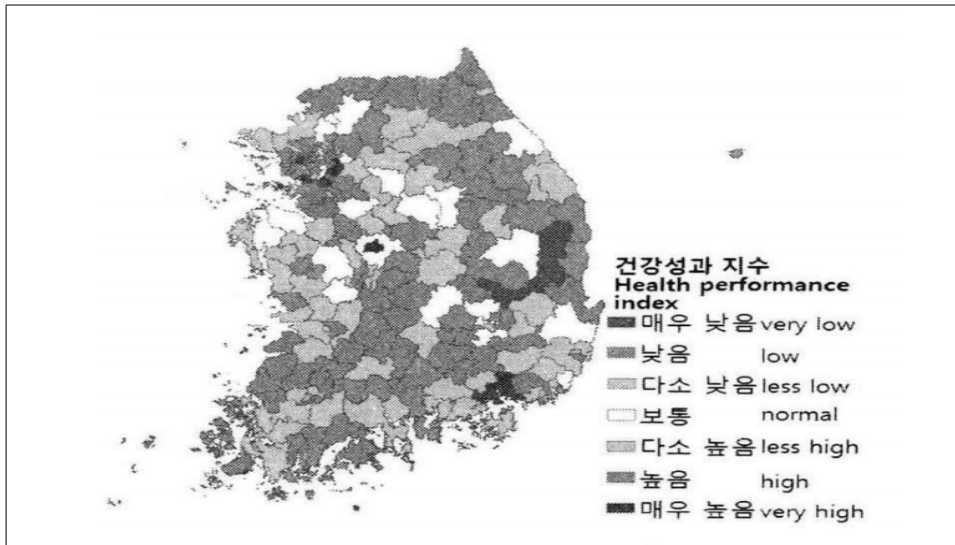 건강성과 지수
Health performance
index
매우 낮음 very low
낮음 low
다소 낮음 less low
보통 normal
다소 높음 less high
높음 high
매우 높음 very high